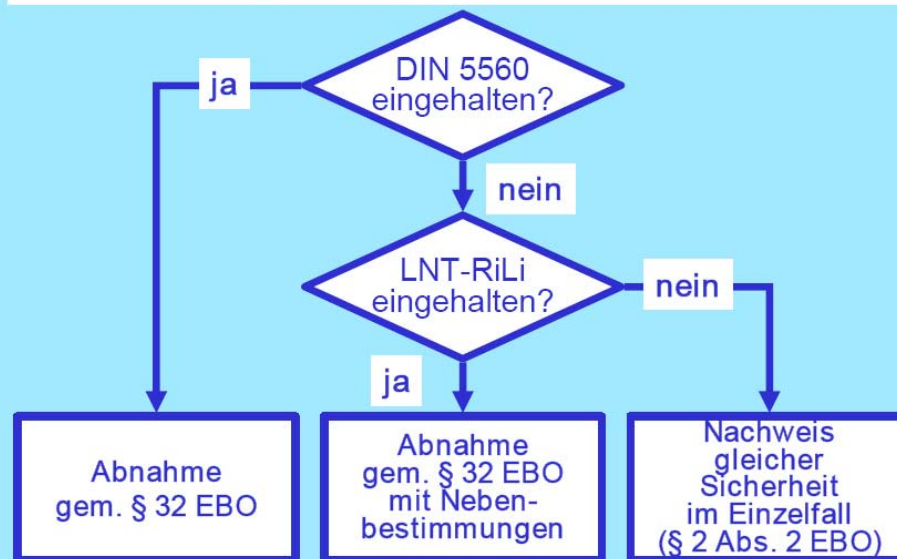 DIN 5560
eingehalten?
ja
nein
LNT-RiLi
eingehalten?
nein
ja
Abnahme
gem. § 32 EBO
Abnahme
gem. § 32 EBO
mit Neben-
bestimmungen
Nachweis
gleicher
Sicherheit
im Einzelfall
(§ 2 Abs. 2 EBO)